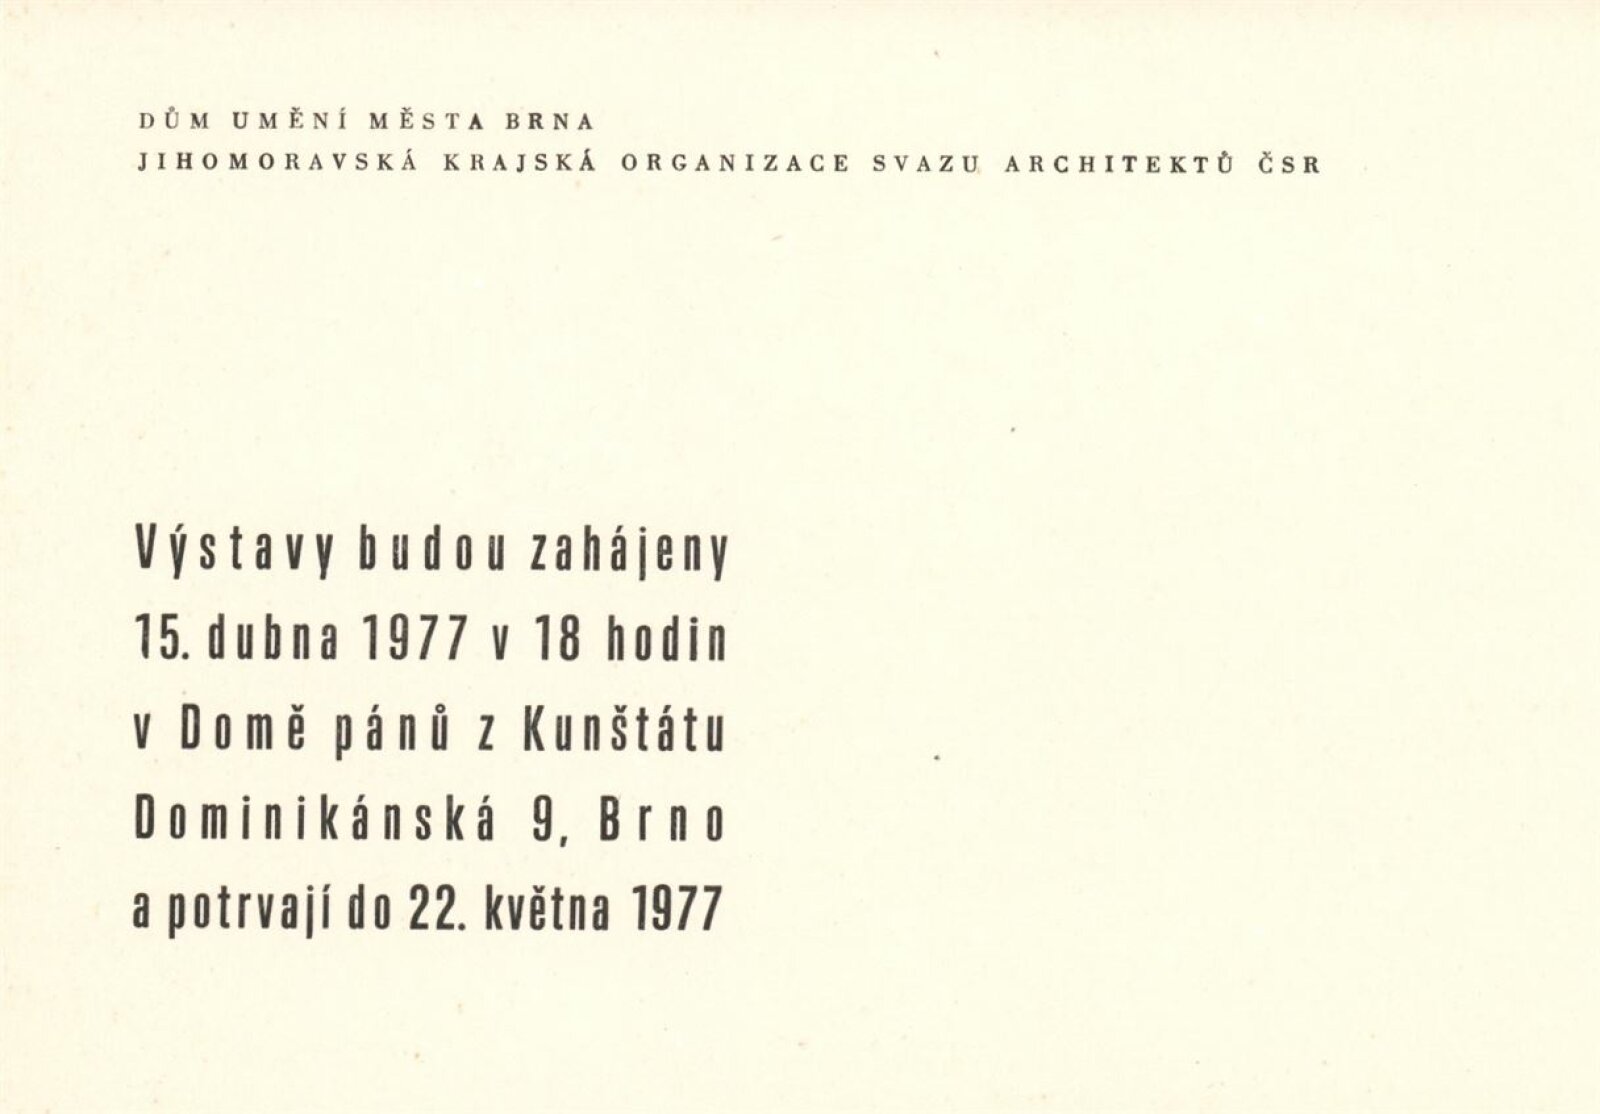 DŮM UMĚNÍ MĚSTA BRNA
JIHOMORAVSKÁ KRAJSKÁ ORGANIZACE SVAZU ARCHITEKTŮ ČSR
Výstavy budou zahájeny
15. dubna 1977 v 18 hodin
v Domě pánů z Kunštátu
Dominikánská 9, Brno
a potrvají do 22. května 1977